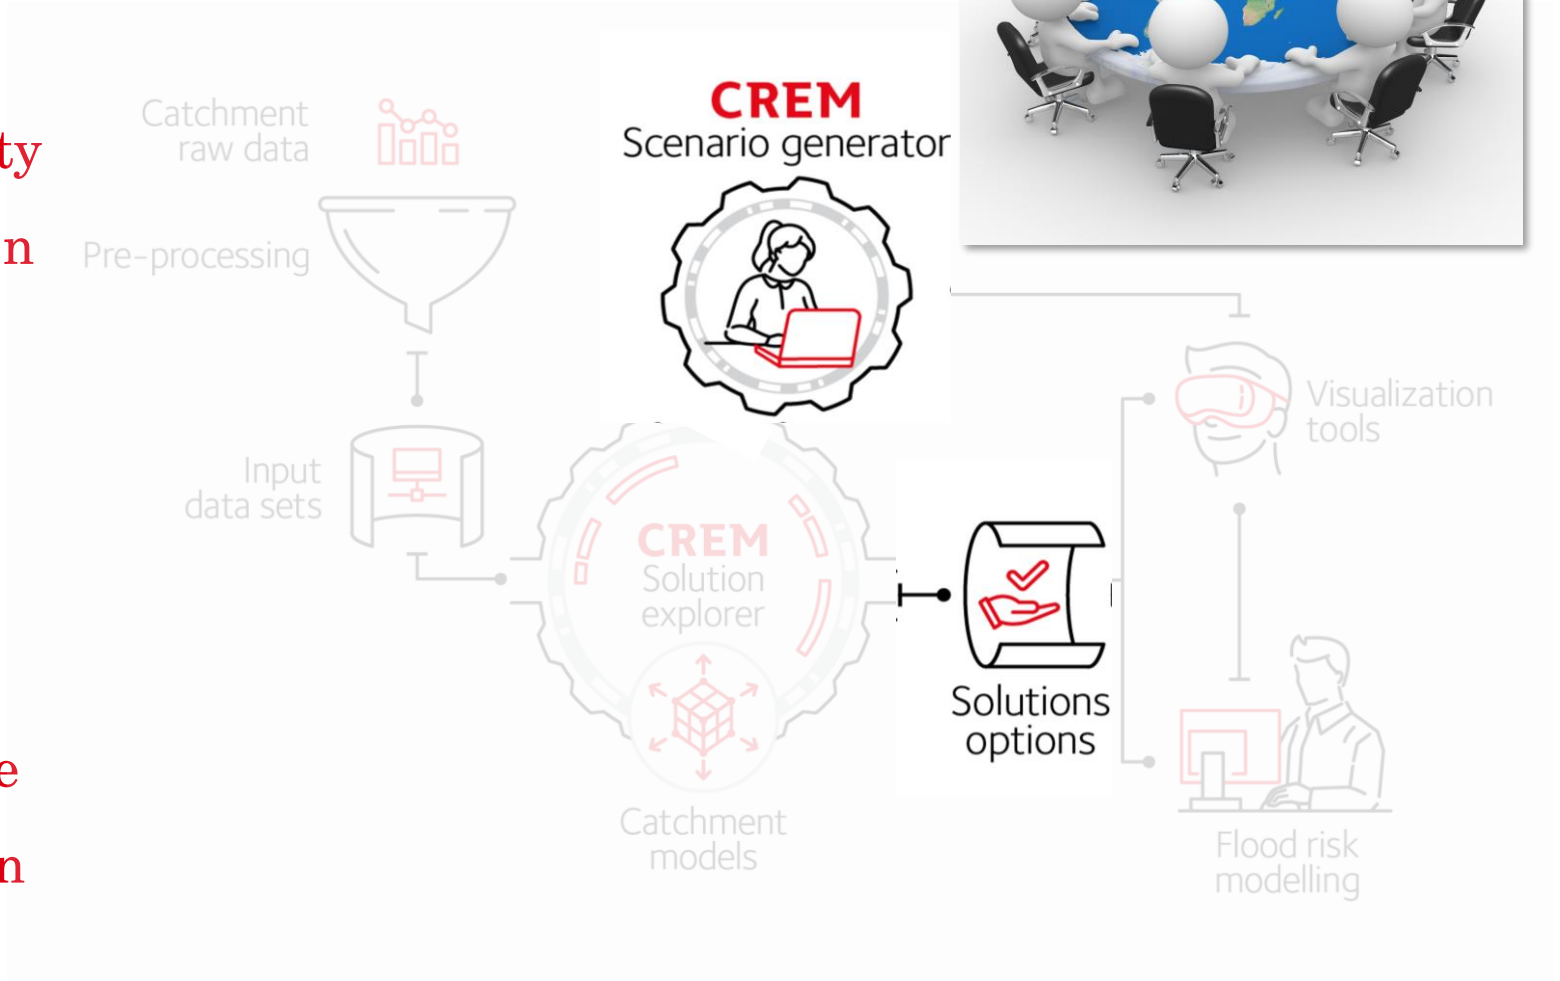 ty
n
e
n
Catchment
raw data
Pre-processing
Input
data sets
CREM
Scenario generator
CREM
Solution
explorer
Catchment
models
Solutions
options
Visualization
tools
Flood risk
modelling